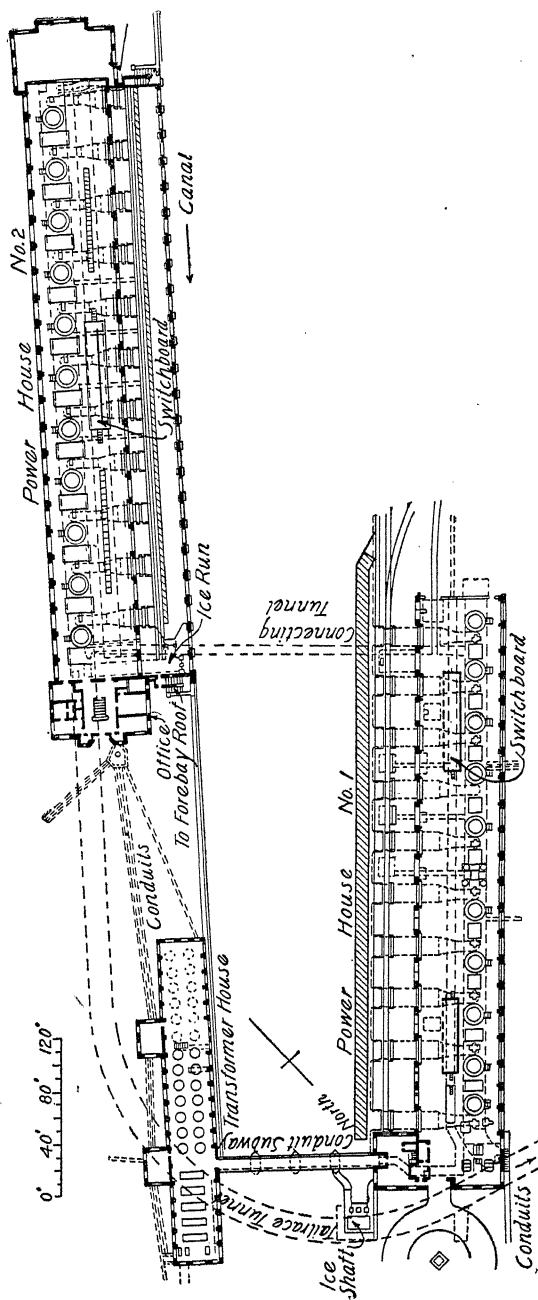 Power House No.2
Canal
Switchboard
Ice Run
Connecting
Tunnel
Office
To Forebay Roof
Conduits
Transformer House
0' 40' 80' 120'
North
Power House No. 1
Switchboard
Conduit Subway
Tailrace Tunnel
Ice
Shaft
Conduits